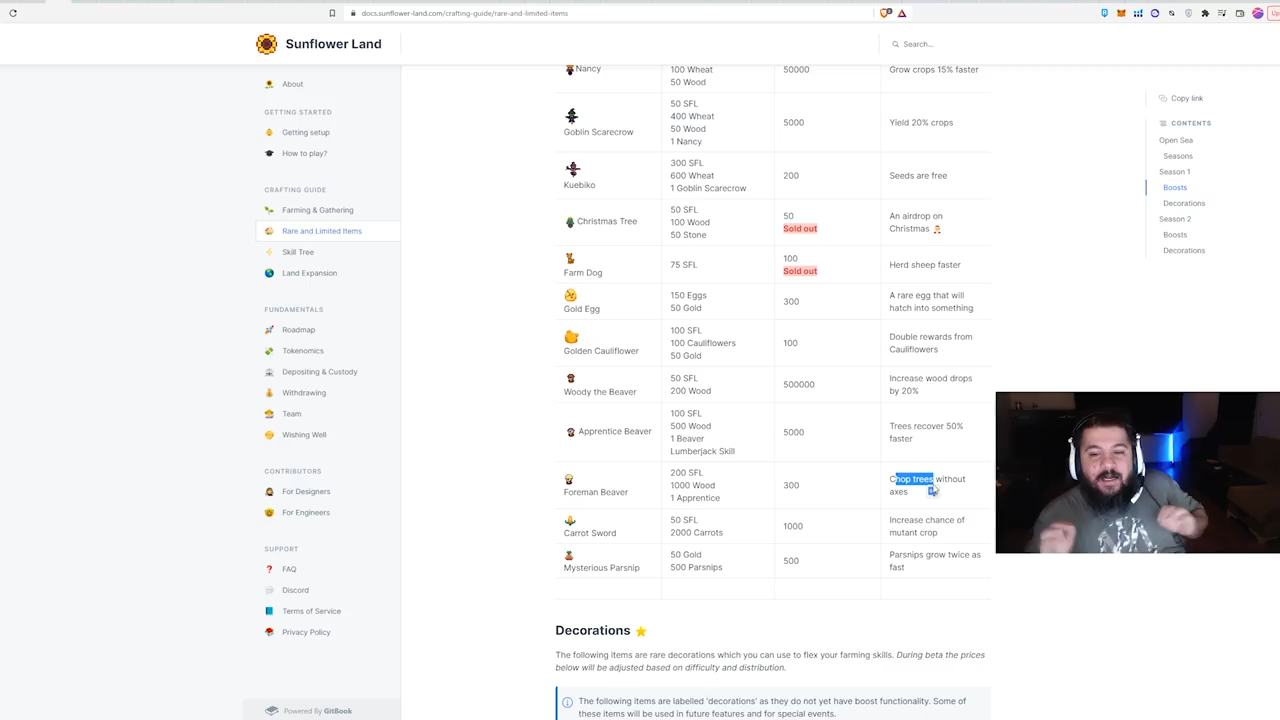 docs.sunflower-land.com/crafting-guide/rare-and-limited-items
Sunflower Land
Search...
About
GETTING STARTED
Getting setup
How to play?
CRAFTING GUIDE
Farming & Gathering
Rare and Limited Items
Skill Tree
Land Expansion
FUNDAMENTALS
Roadmap
Tokenomics
Depositing & Custody
Withdrawing
Team
Wishing Well
CONTRIBUTORS
For Designers
For Engineers
SUPPORT
FAQ
Discord
Terms of Service
Privacy Policy
Powered By GitBook
Nancy
100 Wheat
50 Wood
50000
Grow crops 15% faster
Goblin Scarecrow
50 SFL
400 Wheat
50 Wood
1 Nancy
5000
Yield 20% crops
Kuebiko
300 SFL
600 Wheat
1 Goblin Scarecrow
200
Seeds are free
Christmas Tree
50 SFL
100 Wood
50 Stone
50
Sold out
An airdrop on
Christmas
Farm Dog
75 SFL
100
Sold out
Herd sheep faster
Gold Egg
150 Eggs
50 Gold
300
A rare egg that will
hatch into something
Golden Cauliflower
100 SFL
100 Cauliflowers
50 Gold
100
Double rewards from
Cauliflowers
Woody the Beaver
50 SFL
200 Wood
500000
Increase wood drops
by 20%
Apprentice Beaver
100 SFL
500 Wood
1 Beaver
Lumberjack Skill
5000
Trees recover 50%
faster
Foreman Beaver
200 SFL
1000 Wood
1 Apprentice
300
Chop trees without
axes
Carrot Sword
50 SFL
2000 Carrots
1000
Increase chance of
mutant crop
Mysterious Parsnip
50 Gold
500 Parsnips
500
Parsnips grow twice as
fast
Decorations
The following items are rare decorations which you can use to flex your farming skills. During beta the prices
below will be adjusted based on difficulty and distribution.
The following items are labelled 'decorations' as they do not yet have boost functionality. Some of
these items will be used in future features and for special events.
Copy link
CONTENTS
Open Sea
Seasons
Season 1
Boosts
Decorations
Season 2
Boosts
Decorations